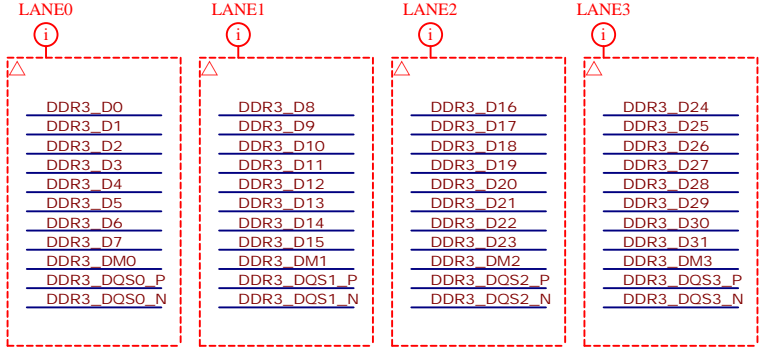 LANE0
i
DDR3_D0
DDR3_D1
DDR3_D2
DDR3_D3
DDR3_D4
DDR3_D5
DDR3_D6
DDR3_D7
DDR3_DM0
DDR3_DQS0_P
DDR3_DQS0_N
LANE1
i
DDR3_D8
DDR3_D9
DDR3_D10
DDR3_D11
DDR3_D12
DDR3_D13
DDR3_D14
DDR3_D15
DDR3_DM1
DDR3_DQS1_P
DDR3_DQS1_N
LANE2
i
DDR3_D16
DDR3_D17
DDR3_D18
DDR3_D19
DDR3_D20
DDR3_D21
DDR3_D22
DDR3_D23
DDR3_DM2
DDR3_DQS2_P
DDR3_DQS2_N
LANE3
i
DDR3_D24
DDR3_D25
DDR3_D26
DDR3_D27
DDR3_D28
DDR3_D29
DDR3_D30
DDR3_D31
DDR3_DM3
DDR3_DQS3_P
DDR3_DQS3_N